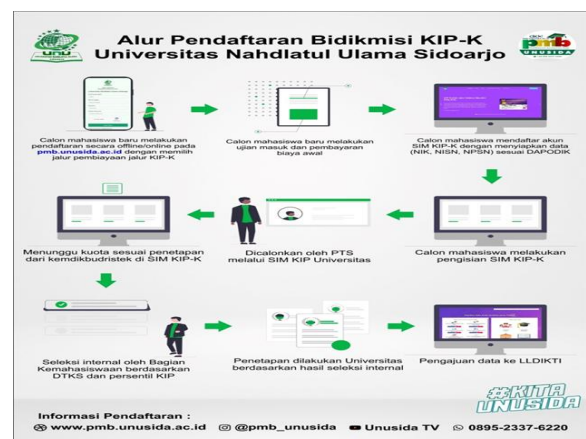 Alur Pendaftaran Bidikmisi KIP-K
Universitas Nahdlatul Ulama Sidoarjo
UNU
pmb
UNUSIDA
Calon mahasiswa baru melakukan
pendaftaran secara offline/online pada
pmb.unusida.ac.id dengan memilih
jalur pembiayaan jalur KIP-K
Calon mahasiswa baru melakukan
ujian masuk dan pembayaran
biaya awal
Calon mahasiswa mendaftar akun
SIM KIP-K dengan menyiapkan data
(NIK, NISN, NPSN) sesuai DAPODIK
Menunggu kuota sesuai penetapan
dari kemdikbudristek di SIM KIP-K
Dicalonkan oleh PTS
melalui SIM KIP Universitas
Calon mahasiswa melakukan
pengisian SIM KIP-K
Seleksi internal oleh Bagian
Kemahasiswaan berdasarkan
DTKS dan persentil KIP
Penetapan dilakukan Universitas
berdasarkan hasil seleksi internal
Pengajuan data ke LLDIKTI
#KITA
UNUSIDA
Informasi Pendaftaran :
www.pmb.unusida.ac.id @pmb_unusida Unusida TV 0895-2337-6220